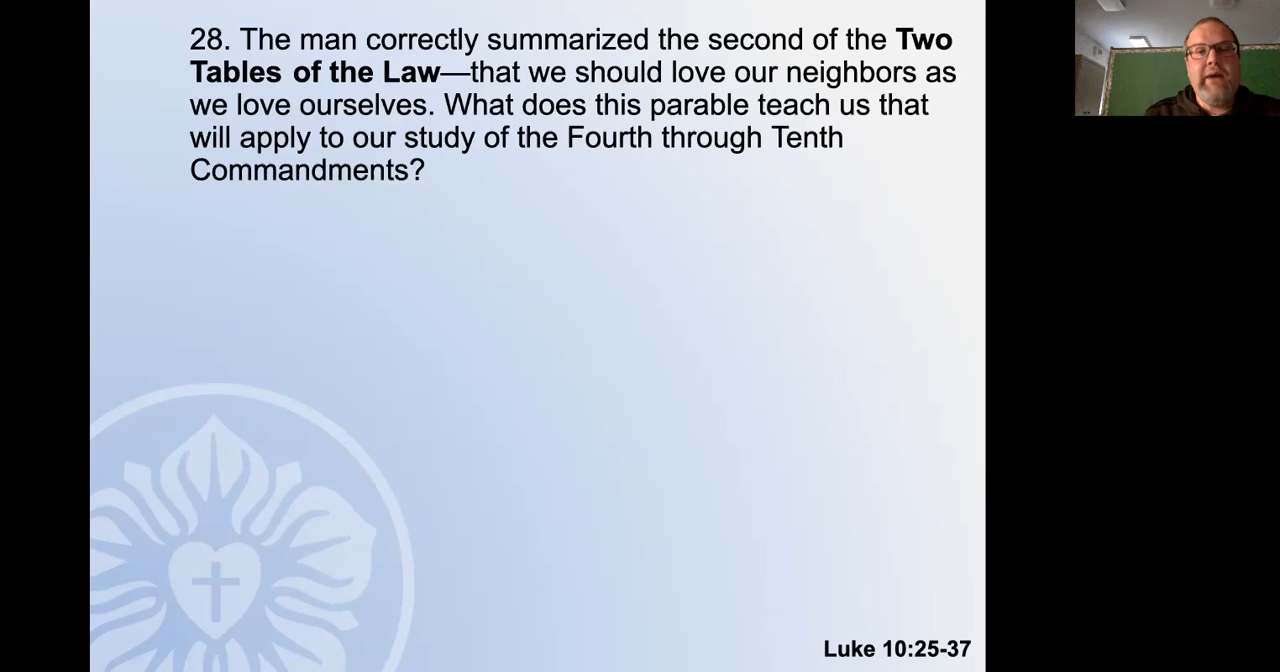 28. The man correctly summarized the second of the Two
Tables of the Law—that we should love our neighbors as
we love ourselves. What does this parable teach us that
will apply to our study of the Fourth through Tenth
Commandments?
Luke 10:25-37